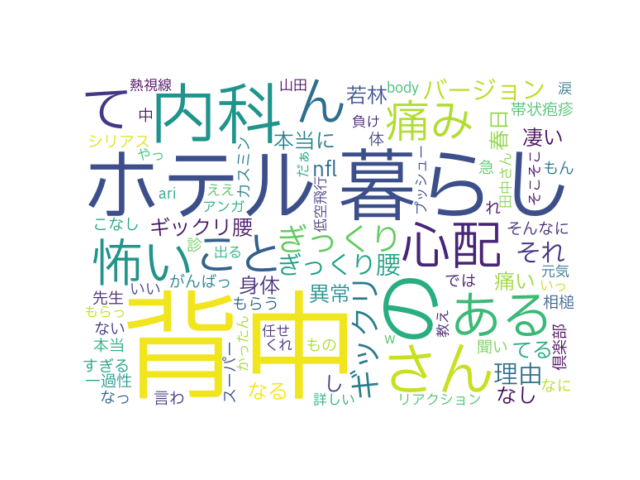 熱視線
山田
body
バージョン
涙
て
内科
ん
若林
痛み
春日
帯状疱疹
中
負け
凄い
シリアス
本当に
体
やっ
カスミン
だぁ
nfl
プッシュー
急
田中さん
そこそこ
もん
ホテル暮らし
ari
ええ
アンガ
低空飛行
れ
こなし
ギックリ腰
ぎっくり
心配
そんなに
それ
怖い
こと
診
出る
ぎっくり腰
痛い
では
元気
いっ
先生
がんばっ
身体
異常
ギックリ
6
ある
相槌
もらっ
いい
もらう
ない
背中
かったん
任せ
くれ
もの
w
教え
聞い
てる
倶楽部
本当
すぎる
一過性
スーパー
なる
し
さん
理由
なに
なっ
言わ
詳しい
リアクション
なし